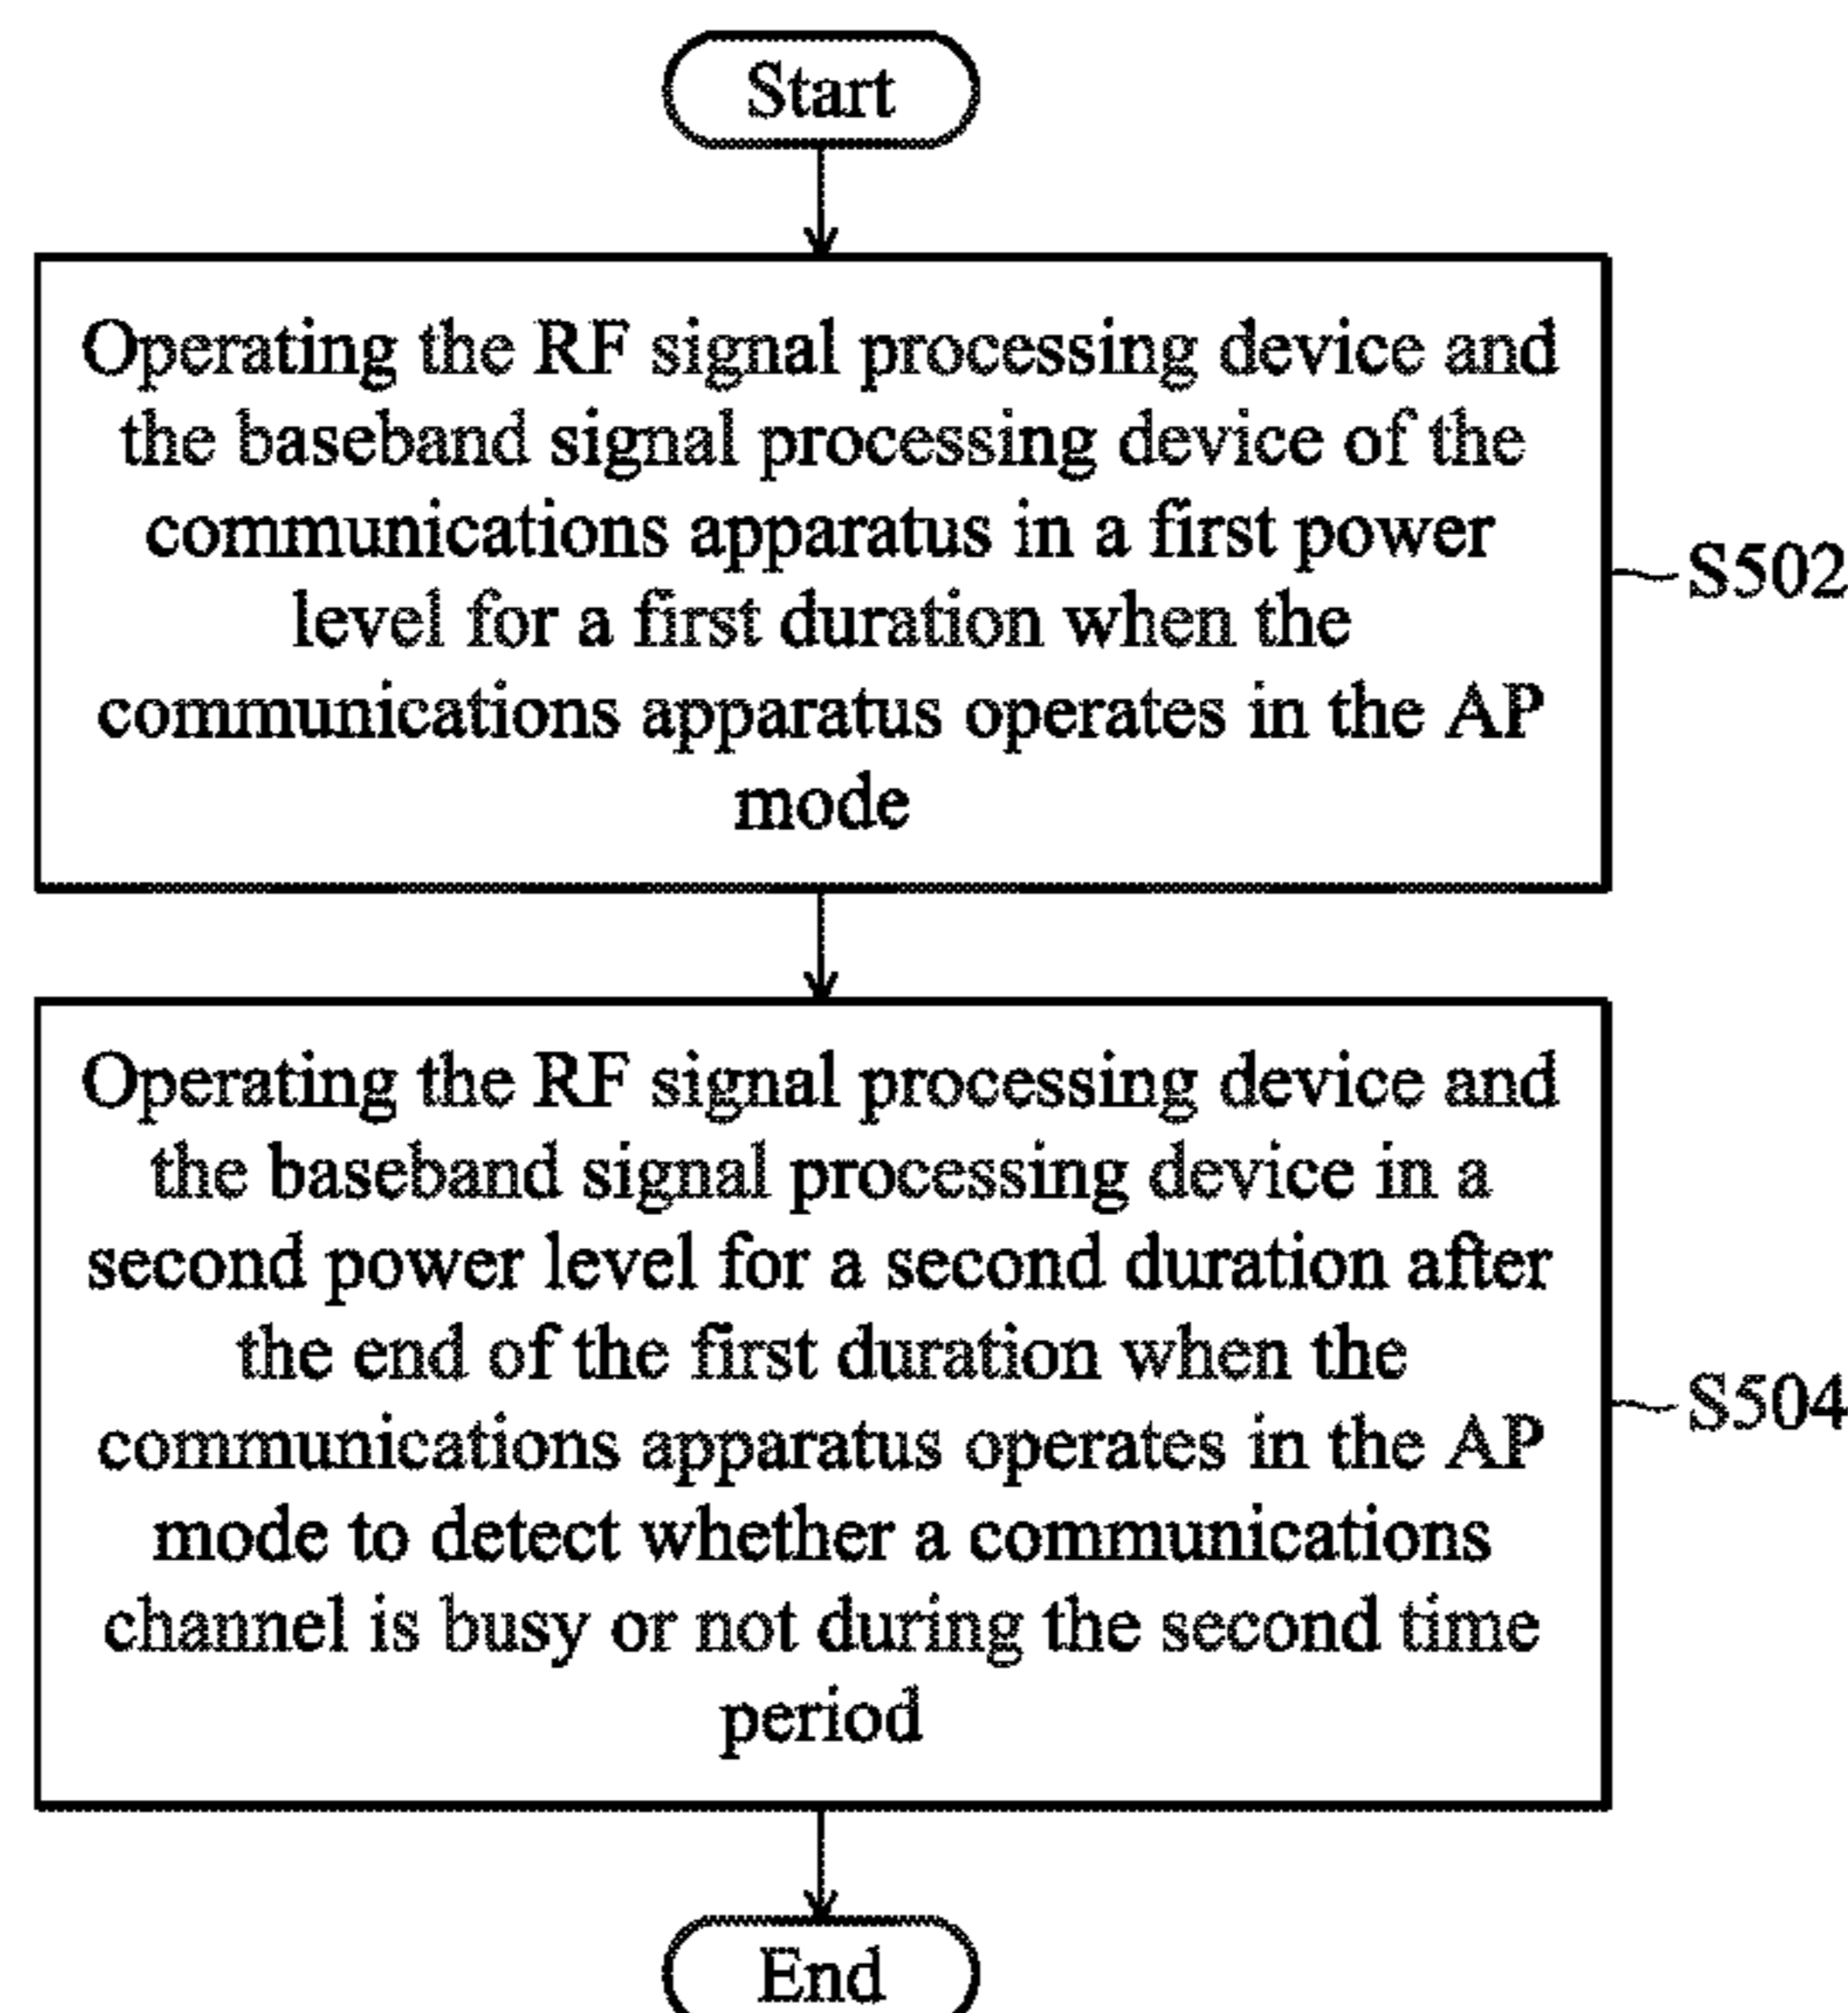 Start
Operating the RF signal processing device and
the baseband signal processing device of the
communications apparatus in a first power
level for a first duration when the
communications apparatus operates in the AP
mode
S502
Operating the RF signal processing device and
the baseband signal processing device in a
second power level for a second duration after
the end of the first duration when the
communications apparatus operates in the AP
mode to detect whether a communications
channel is busy or not during the second time
period
S504
End